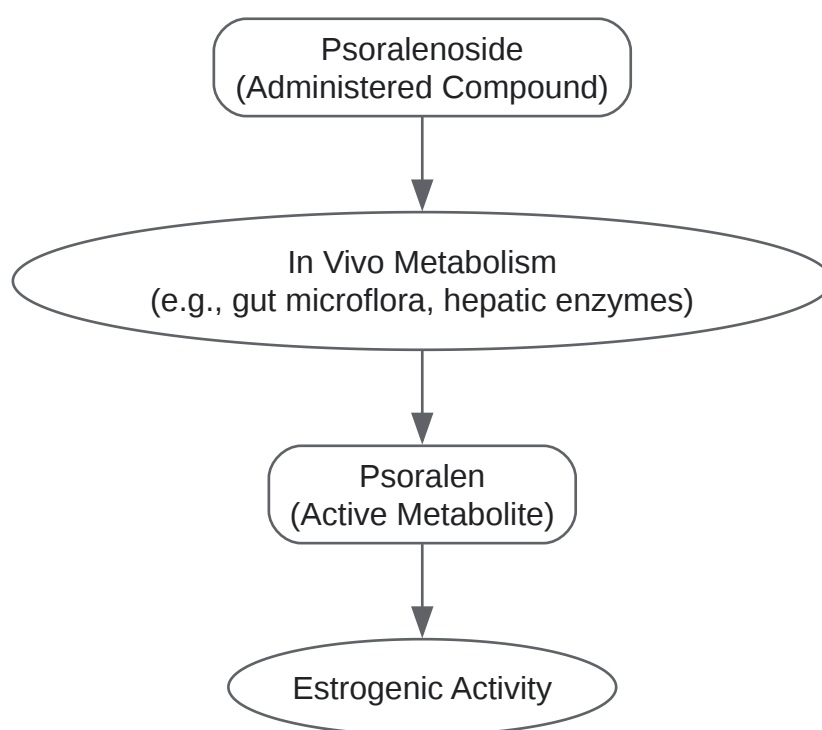 Psoralenoside
(Administered Compound)
In Vivo Metabolism
(e.g., gut microflora, hepatic enzymes)
Psoralen
(Active Metabolite)
Estrogenic Activity